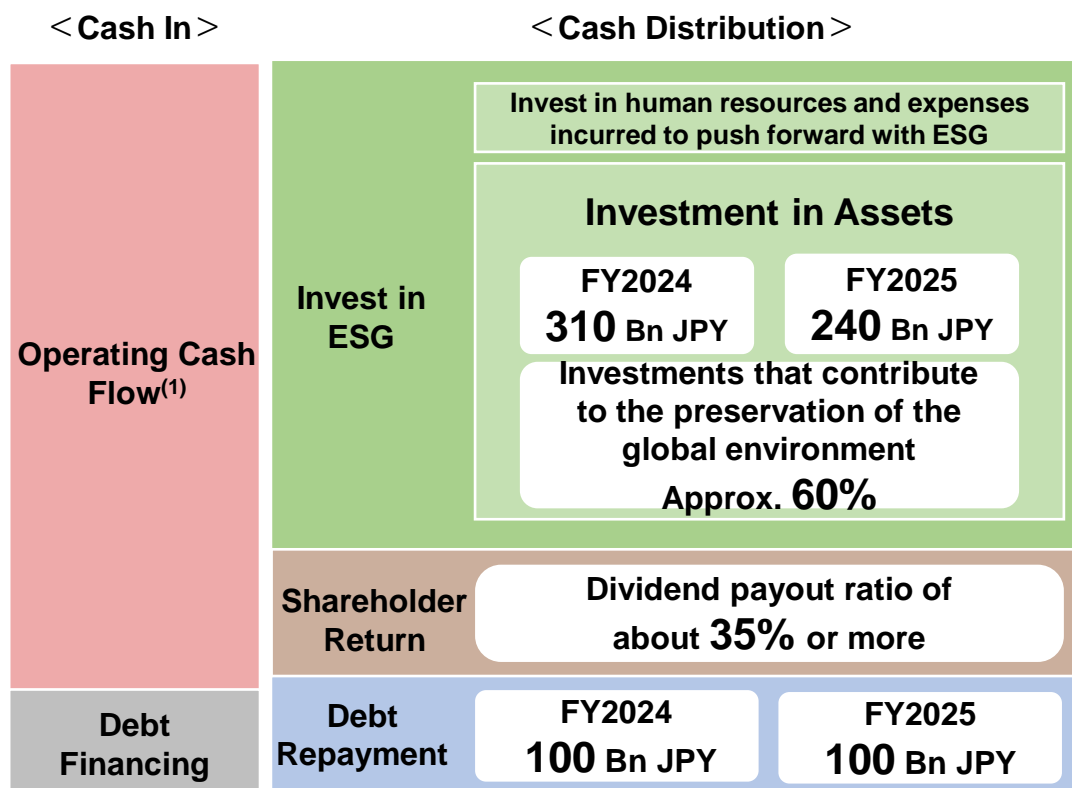 ＜Cash In＞
＜Cash Distribution＞
Operating Cash
Flow(1)
Debt
Financing
Invest in
ESG
Invest in human resources and expenses
incurred to push forward with ESG
Investment in Assets
FY2024
310 Bn JPY
FY2025
240 Bn JPY
Investments that contribute
to the preservation of the
global environment
Approx. 60%
Shareholder
Return
Dividend payout ratio of
about 35% or more
Debt
Repayment
FY2024
100 Bn JPY
FY2025
100 Bn JPY